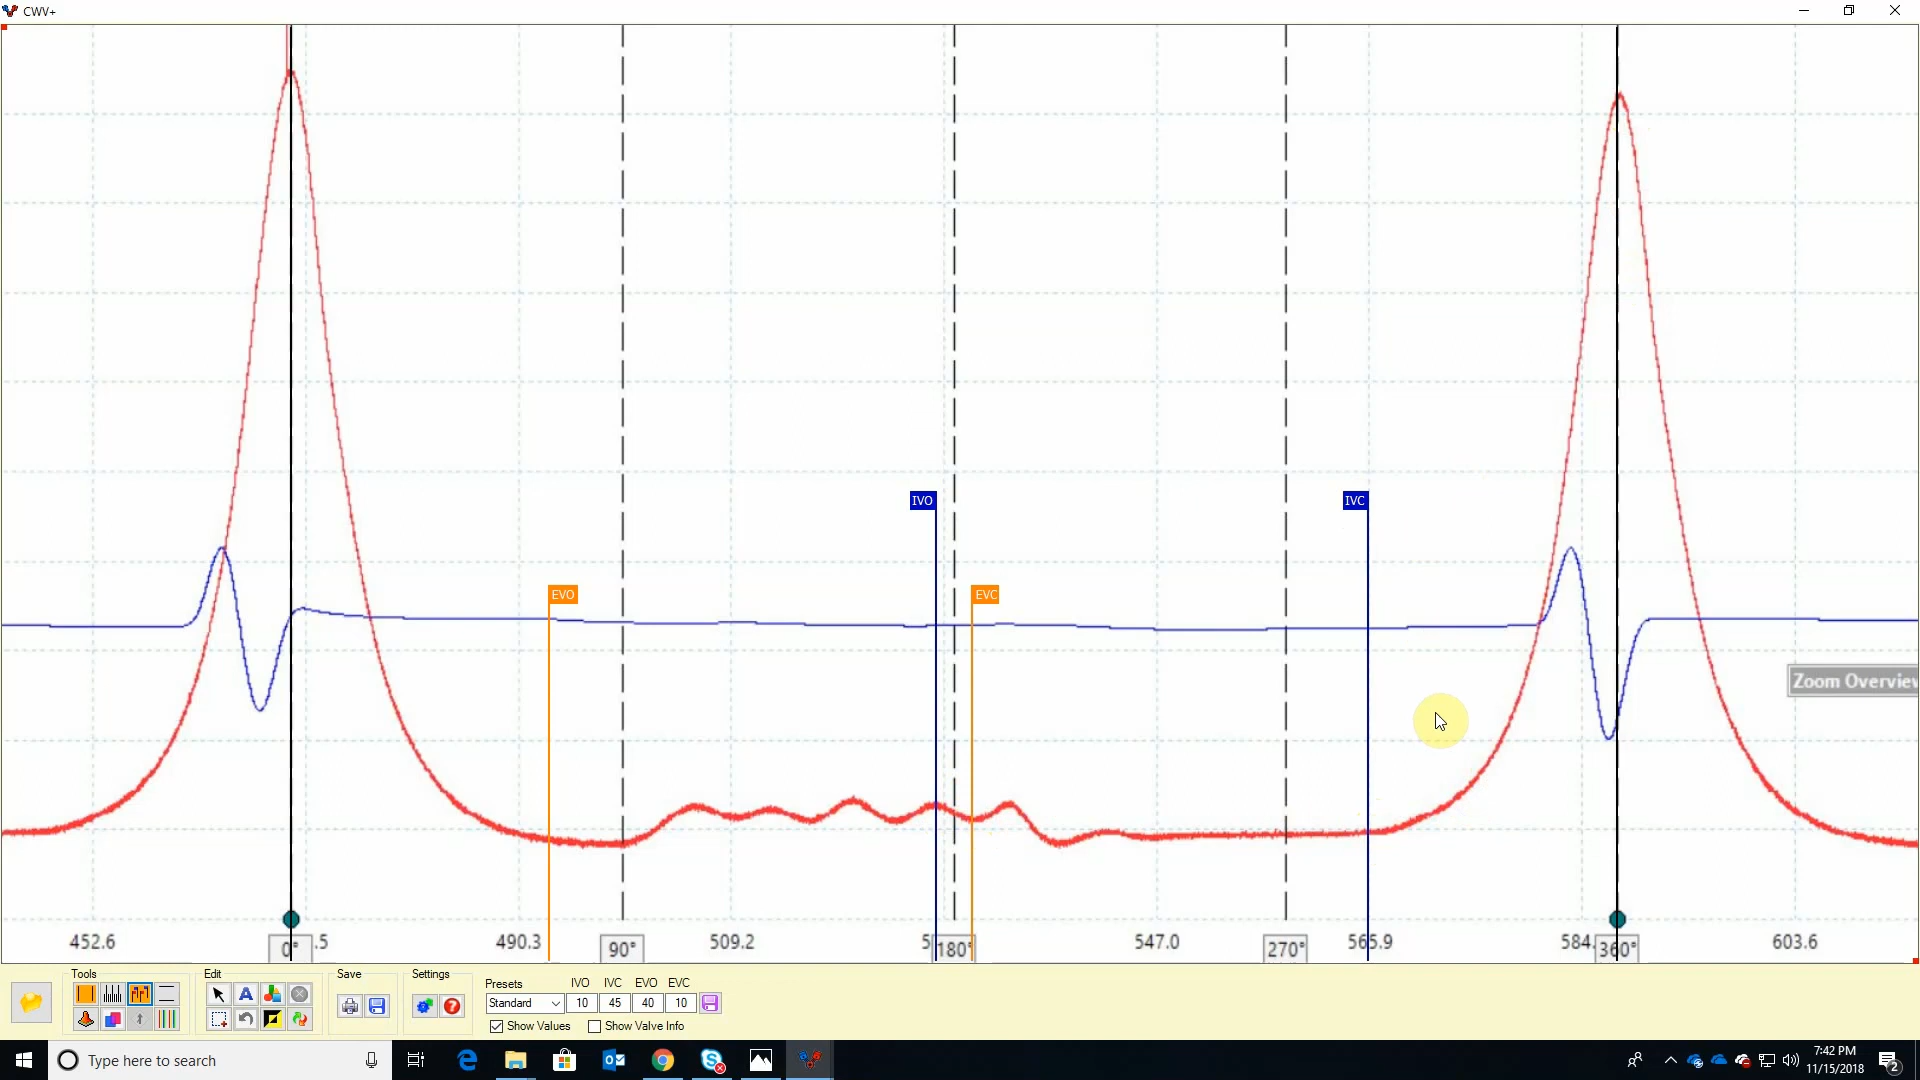 CWV+
IVO
IVC
EVO
EVC
Zoom Overview
452.6
0°
.5
490.3
90°
509.2
5
180°
547.0
270°
565.9
584.
360°
603.6
Tools
Edit
Save
Settings
Presets
IVO IVC EVO EVC
Standard 10 45 40 10
Show Values Show Valve Info
Type here to search
7:42 PM
11/15/2018
2